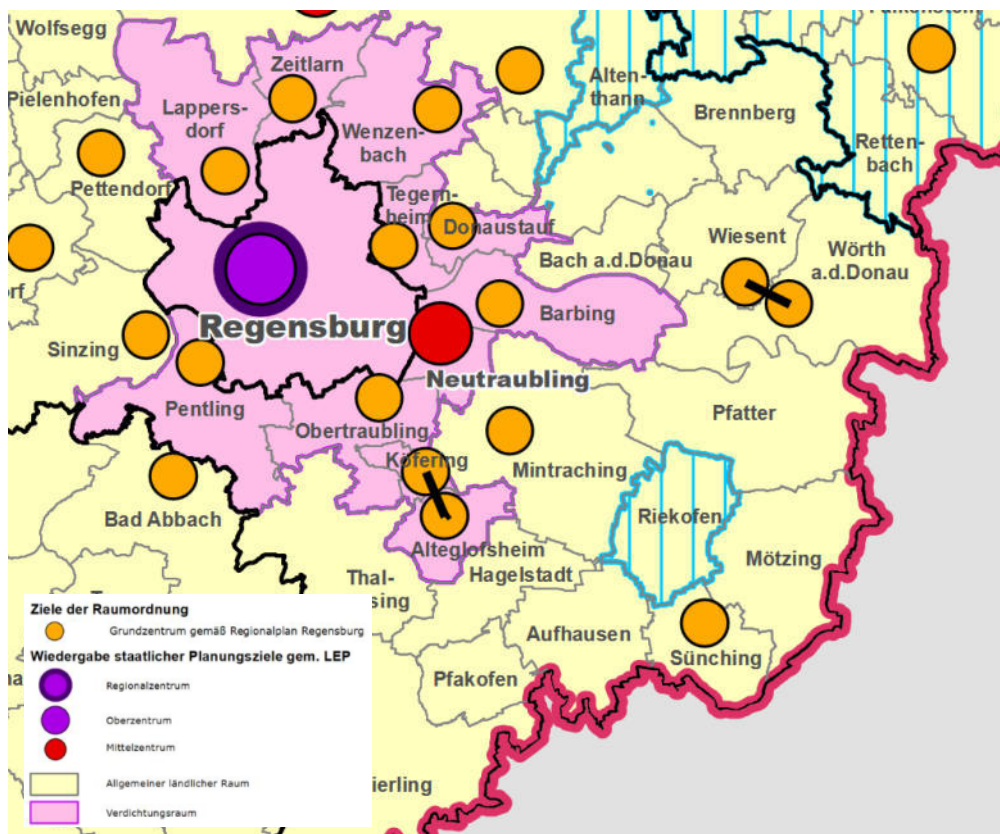 Wolfsegg
Falkenstein
Zeitlarn
Alten-
thann
Pielenhofen
Lappers-
dorf
Brennberg
Wenzen-
bach
Retten-
bach
Pettendorf
Tegern-
heim
Donaustauf
Wiesent
Wörth
a.d.Donau
Bach a.d.Donau
orf
Barbing
Regensburg
Sinzing
Neutraubling
Pentling
Pfatter
Obertraubling
Köfering
Mintraching
Bad Abbach
Riekofen
Alteglofsheim
Mötzing
Hagelstadt
Thal-
sing
Aufhausen
Sünching
Pfakofen
ierling
Ziele der Raumordnung
Grundzentrum gemäß Regionalplan Regensburg
Wiedergabe staatlicher Planungsziele gem. LEP
Regionalzentrum
Oberzentrum
Mittelzentrum
Allgemeiner ländlicher Raum
Verdichtungsraum